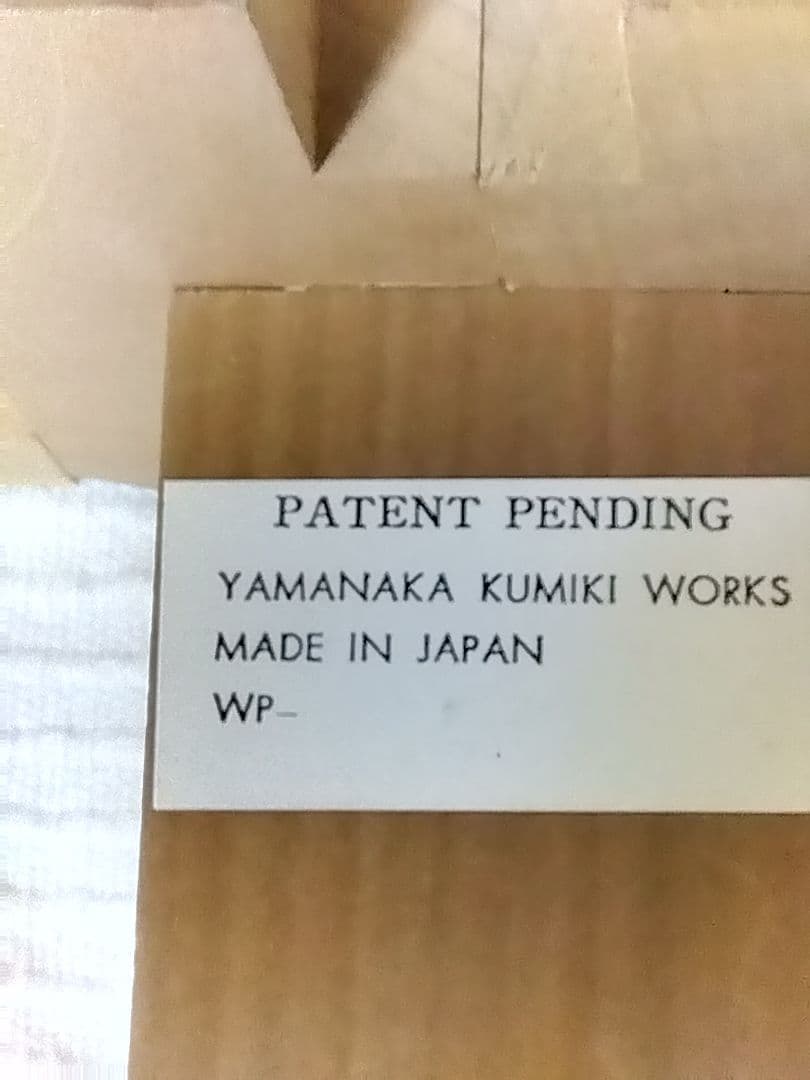 PATENT PENDING
YAMANAKA KUMIKI WORKS
MADE IN JAPAN
WP–